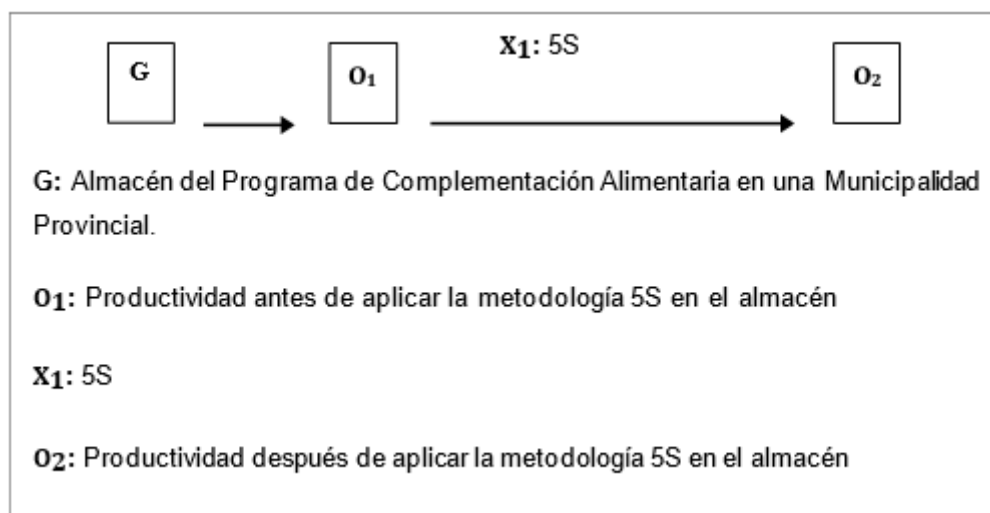 X₁: 5S
G O₁ O₂
G: Almacén del Programa de Complementación Alimentaria en una Municipalidad
Provincial.
O₁: Productividad antes de aplicar la metodología 5S en el almacén
X₁: 5S
O₂: Productividad después de aplicar la metodología 5S en el almacén